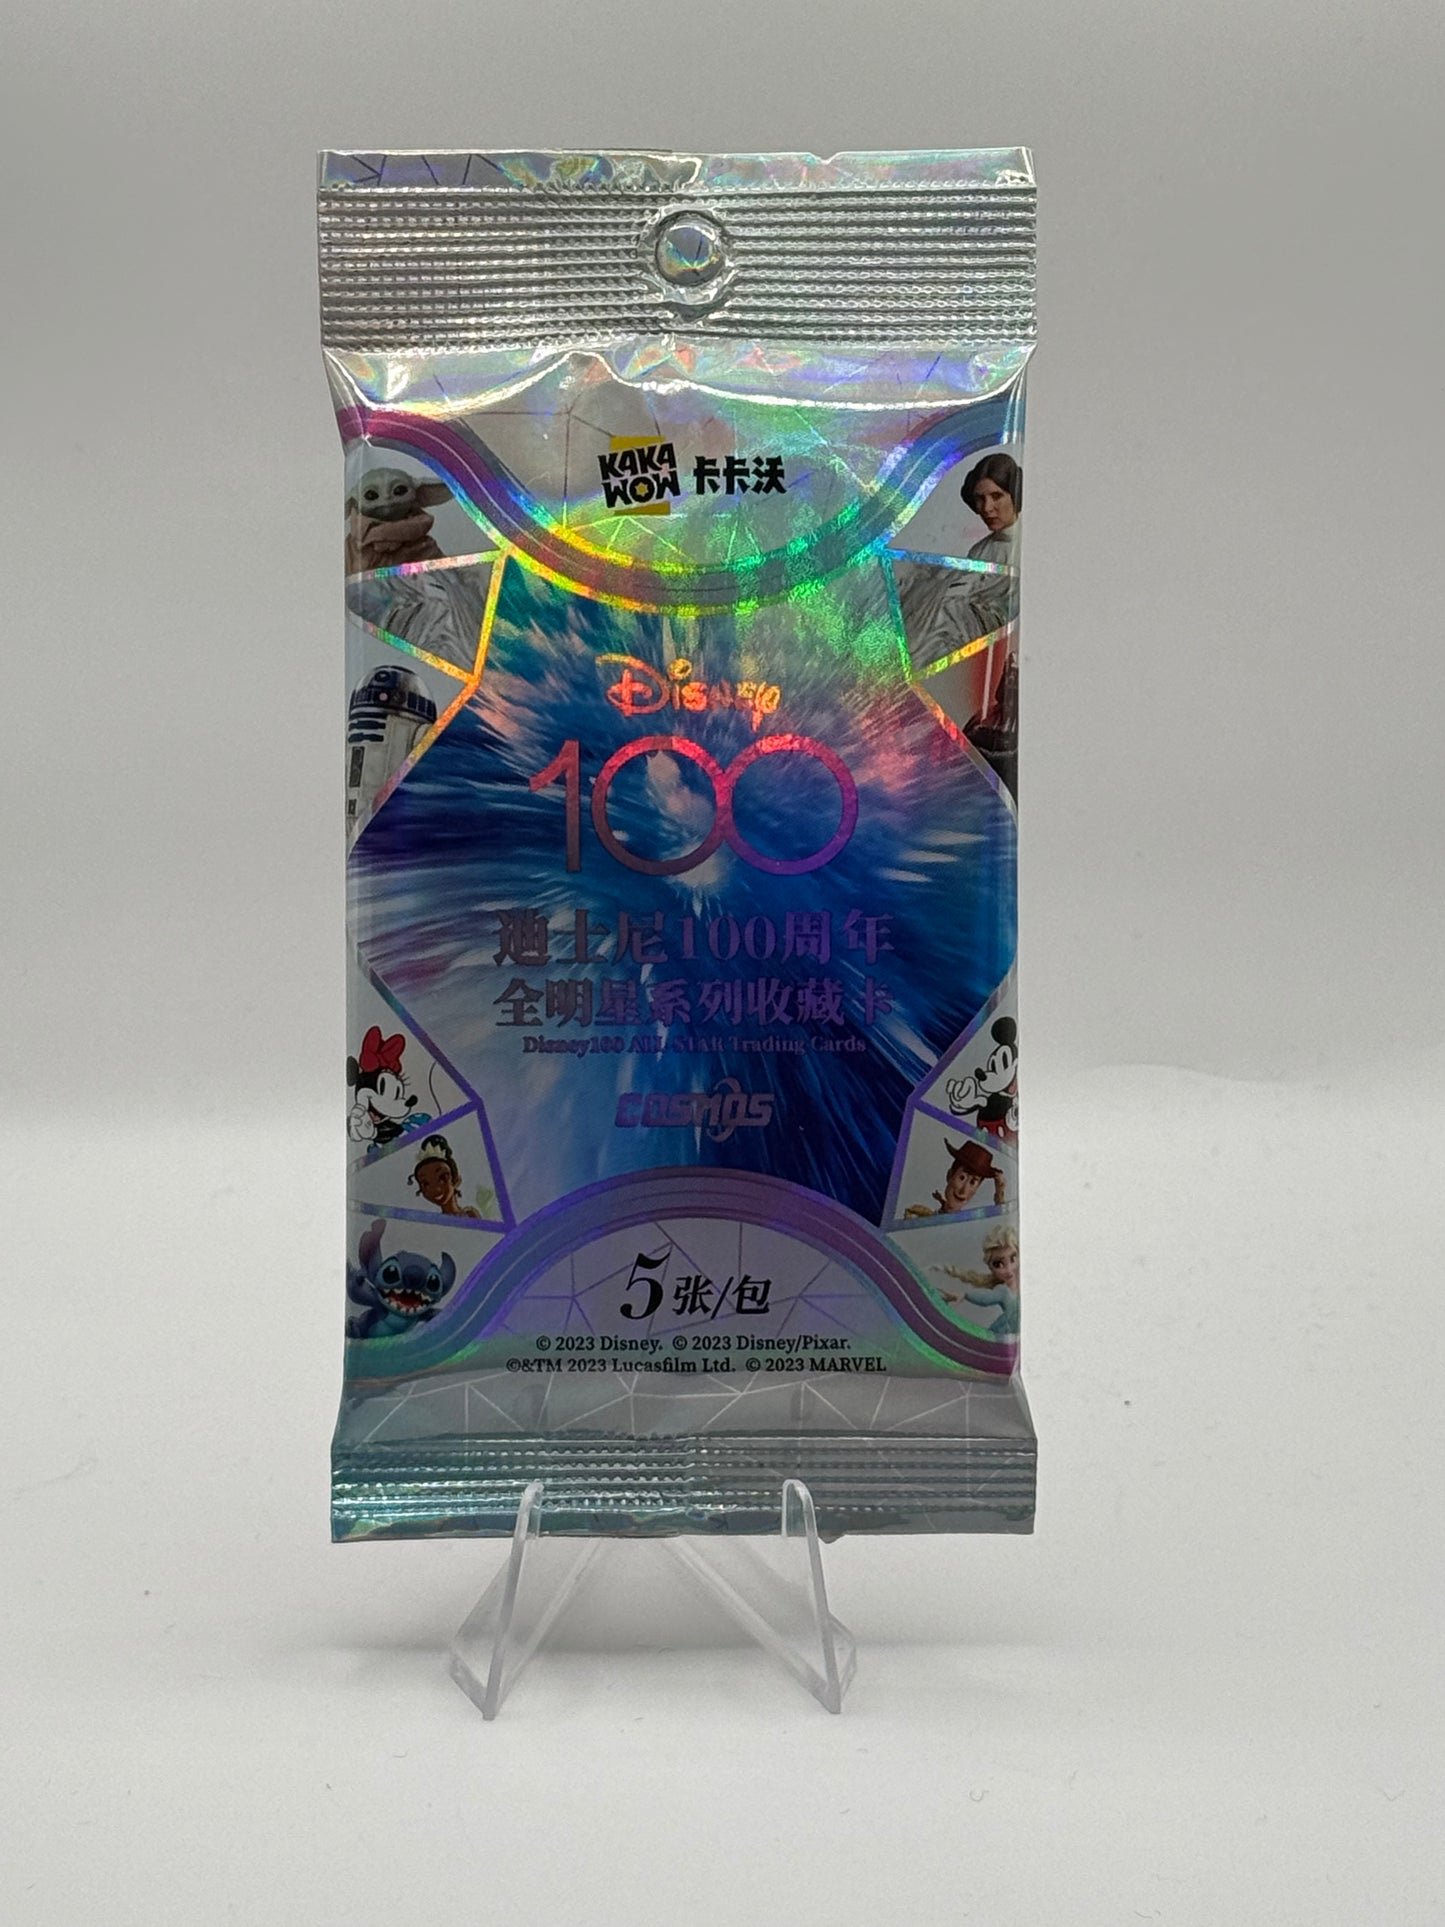 KAKA
WOW 卡卡沃
Disney
100
迪士尼100周年
全明星系列收藏卡
Disney100 ALL-STAR Trading Cards
COSMOS
5张/包
© 2023 Disney. © 2023 Disney/Pixar.
©&TM 2023 Lucasfilm Ltd. © 2023 MARVEL